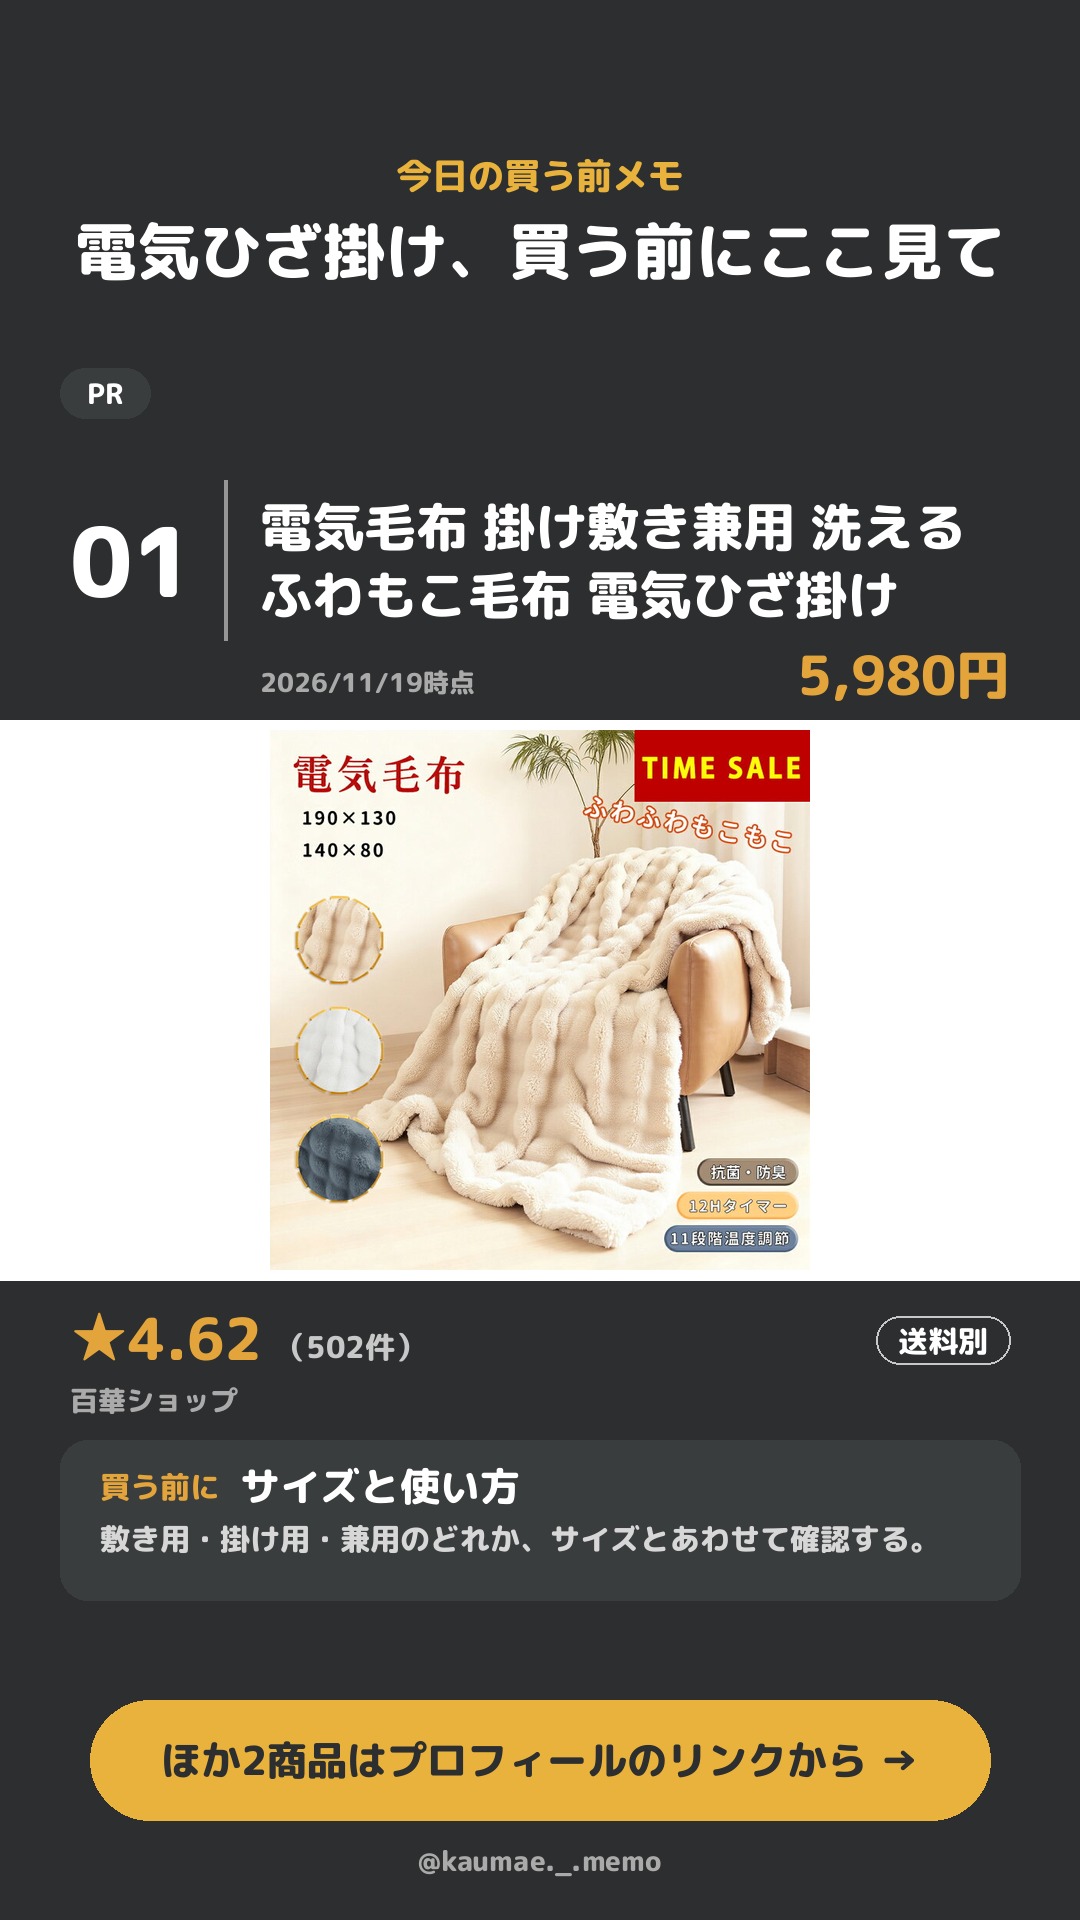 今日の買う前メモ
電気ひざ掛け、買う前にここ見て
PR
01
電気毛布 掛け敷き兼用 洗える
ふわもこ毛布 電気ひざ掛け
2026/11/19時点
5,980円
電気毛布
190×130
140×80
TIME SALE
ふわふわもこもこ
抗菌・防臭
12Hタイマー
11段階温度調節
★4.62 (502件)
送料別
百華ショップ
買う前に サイズと使い方
敷き用・掛け用・兼用のどれか、サイズとあわせて確認する。
ほか2商品はプロフィールのリンクから →
@kaumae._.memo